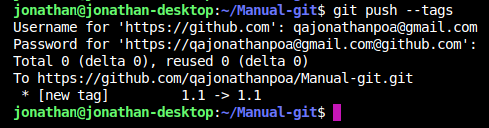 jonathan@jonathan-desktop:~/Manual-git$ git push --tags
Username for 'https://github.com': qajonathanpoa@gmail.com
Password for 'https://qajonathanpoa@gmail.com@github.com':
Total 0 (delta 0), reused 0 (delta 0)
To https://github.com/qajonathanpoa/Manual-git.git
 * [new tag]         1.1 -> 1.1
jonathan@jonathan-desktop:~/Manual-git$